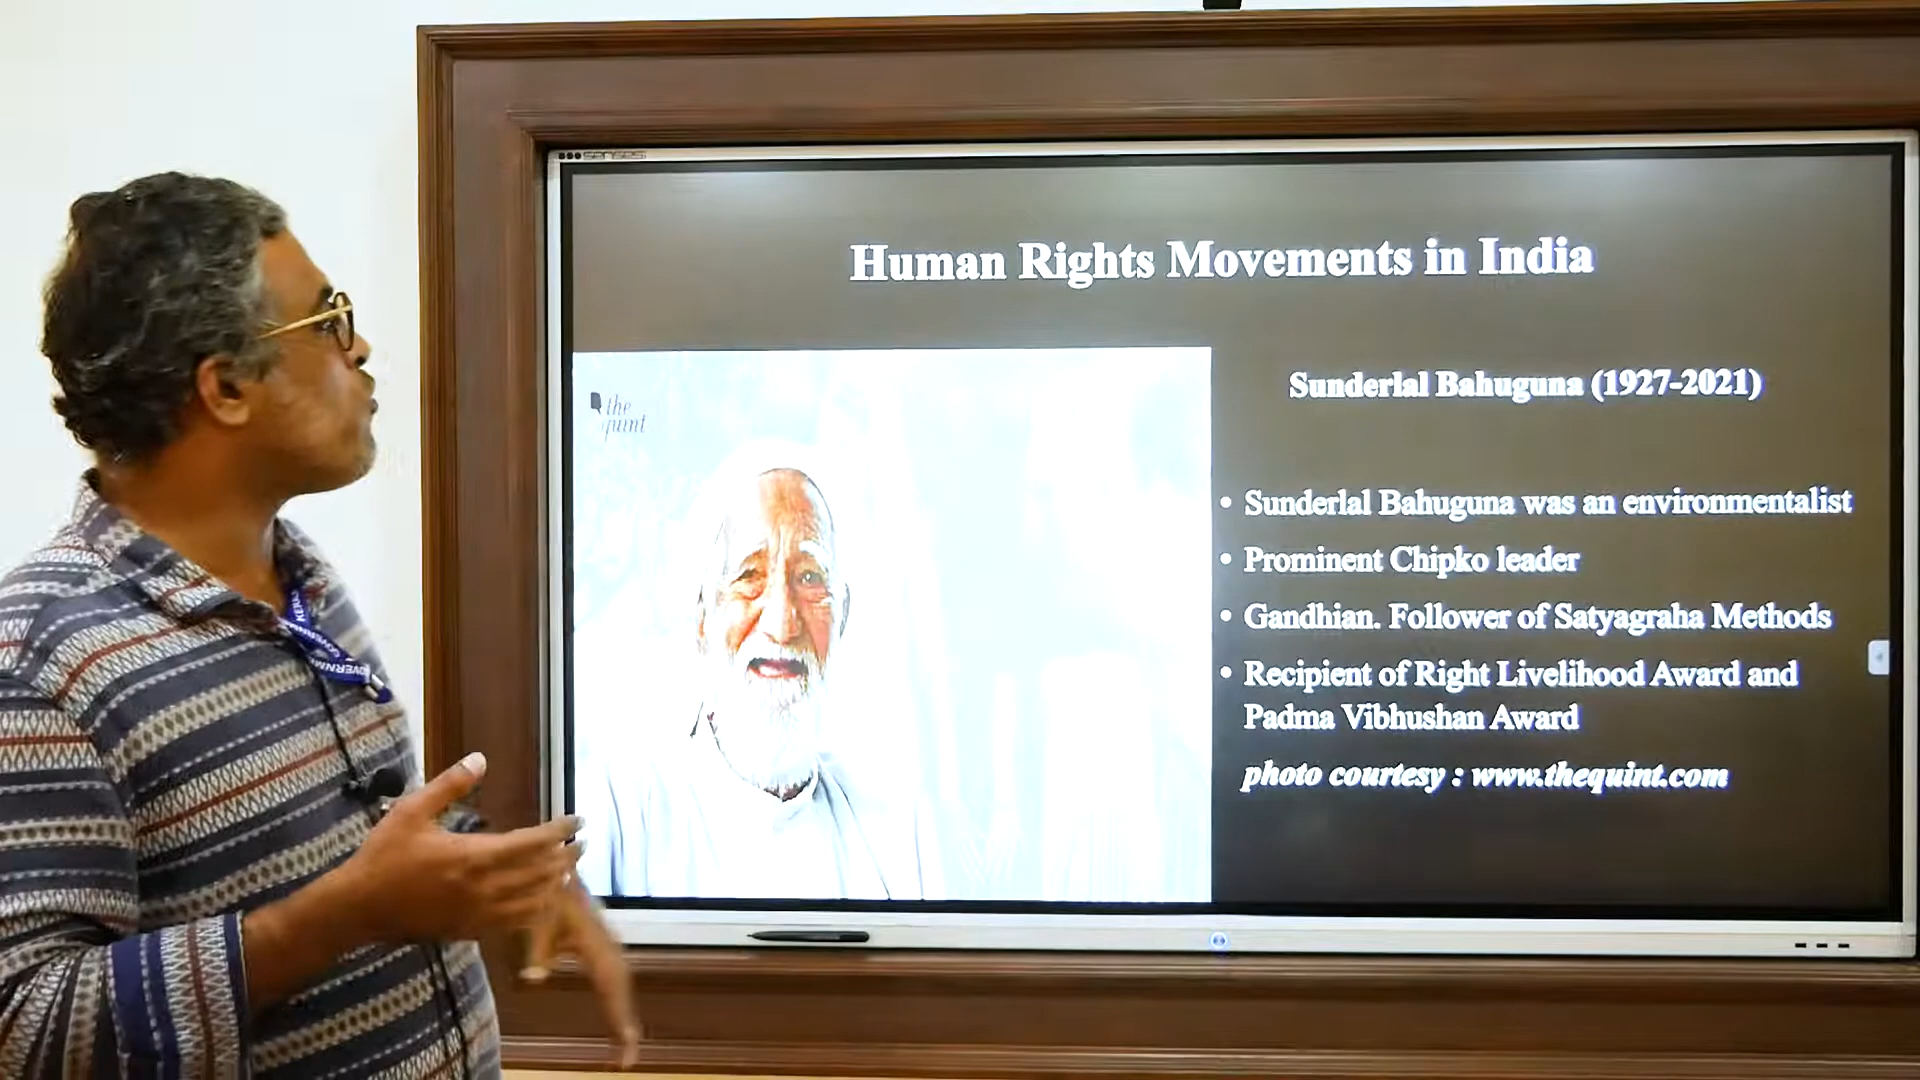 senses
Human Rights Movements in India
the
quint
Sunderlal Bahuguna (1927-2021)
• Sunderlal Bahuguna was an environmentalist
• Prominent Chipko leader
• Gandhian. Follower of Satyagraha Methods
• Recipient of Right Livelihood Award and
Padma Vibhushan Award
photo courtesy : www.thequint.com